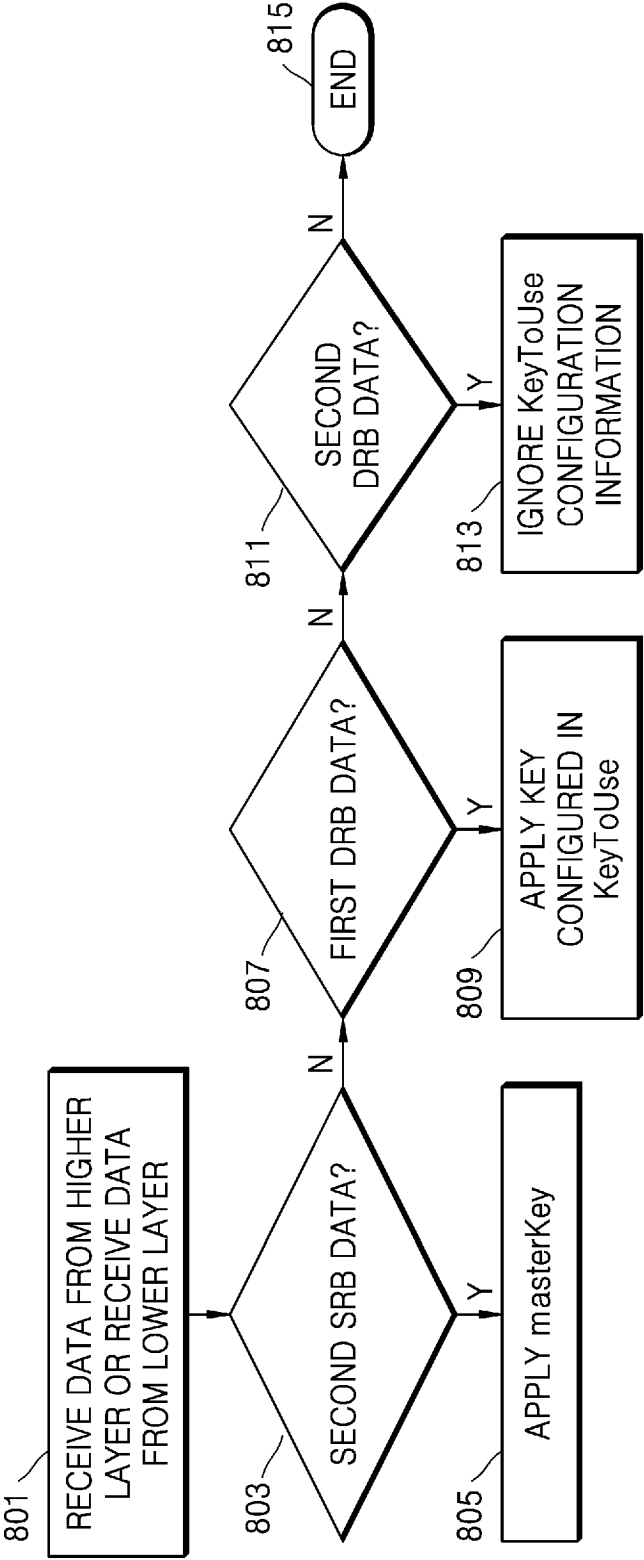 801
RECEIVE DATA FROM HIGHER
LAYER OR RECEIVE DATA
FROM LOWER LAYER
803
SECOND SRB DATA?
Y
805
APPLY masterKey
N
807
FIRST DRB DATA?
Y
809
APPLY KEY
CONFIGURED IN
KeyToUse
N
811
SECOND
DRB DATA?
Y
813
IGNORE KeyToUse
CONFIGURATION
INFORMATION
N
815
END